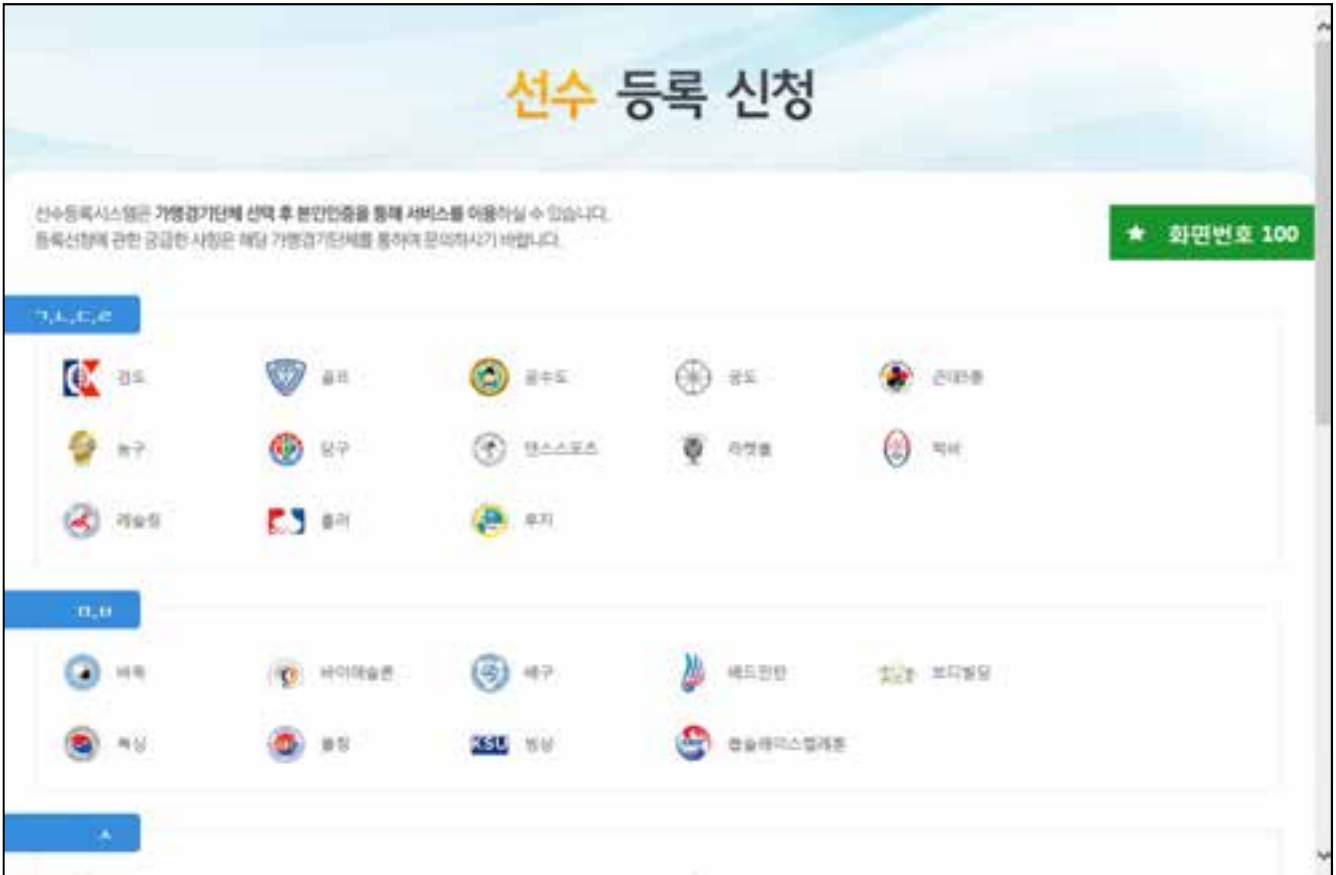 선수 등록 신청
선수등록시스템은 가맹경기단체 선택 후 본인인증을 통해 서비스를 이용하실 수 있습니다.
등록신청에 관한 궁금한 사항은 해당 가맹경기단체를 통하여 문의하시기 바랍니다.
★ 화면번호 100
ㄱ,ㄴ,ㄷ,ㄹ
검도 골프 공수도 궁도 근대5종
농구 당구 댄스스포츠 라켓볼 럭비
레슬링 롤러 루지
ㅁ,ㅂ
바둑 바이애슬론 배구 배드민턴 보디빌딩
복싱 볼링 KSU 빙상 봅슬레이스켈레톤
ㅅ